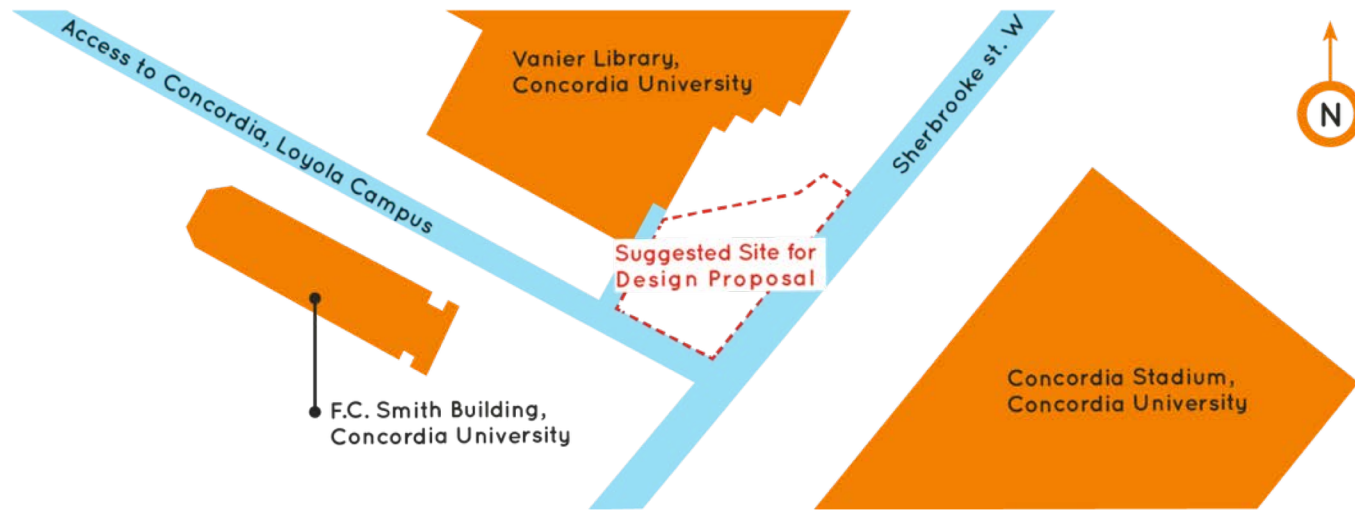 Access to Concordia, Loyola Campus
Vanier Library,
Concordia University
Sherbrooke st. W
N
Suggested Site for
Design Proposal
F.C. Smith Building,
Concordia University
Concordia Stadium,
Concordia University